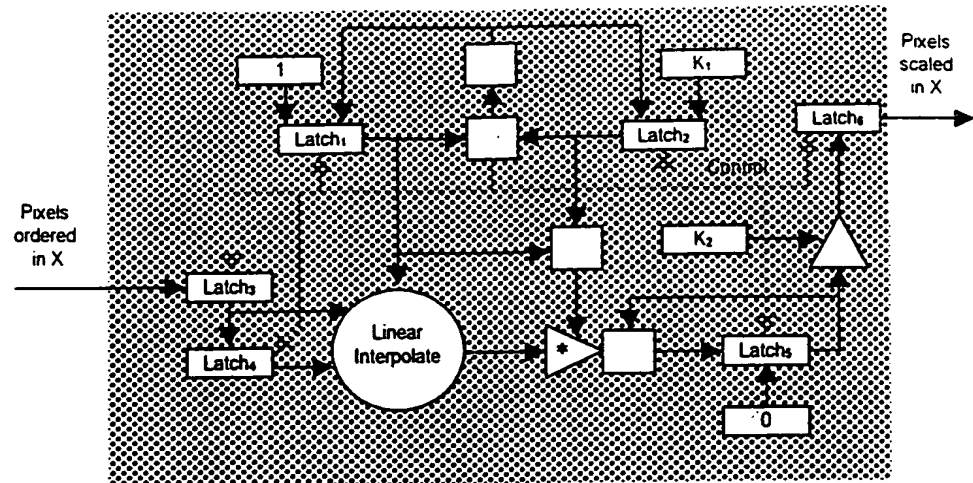 Pixels
scaled
in X
1
K₁
Latch₁
Latch₂
Latch₆
Control
Pixels
ordered
in X
K₂
Latch₃
Linear
Interpolate
Latch₄
*
Latch₅
0